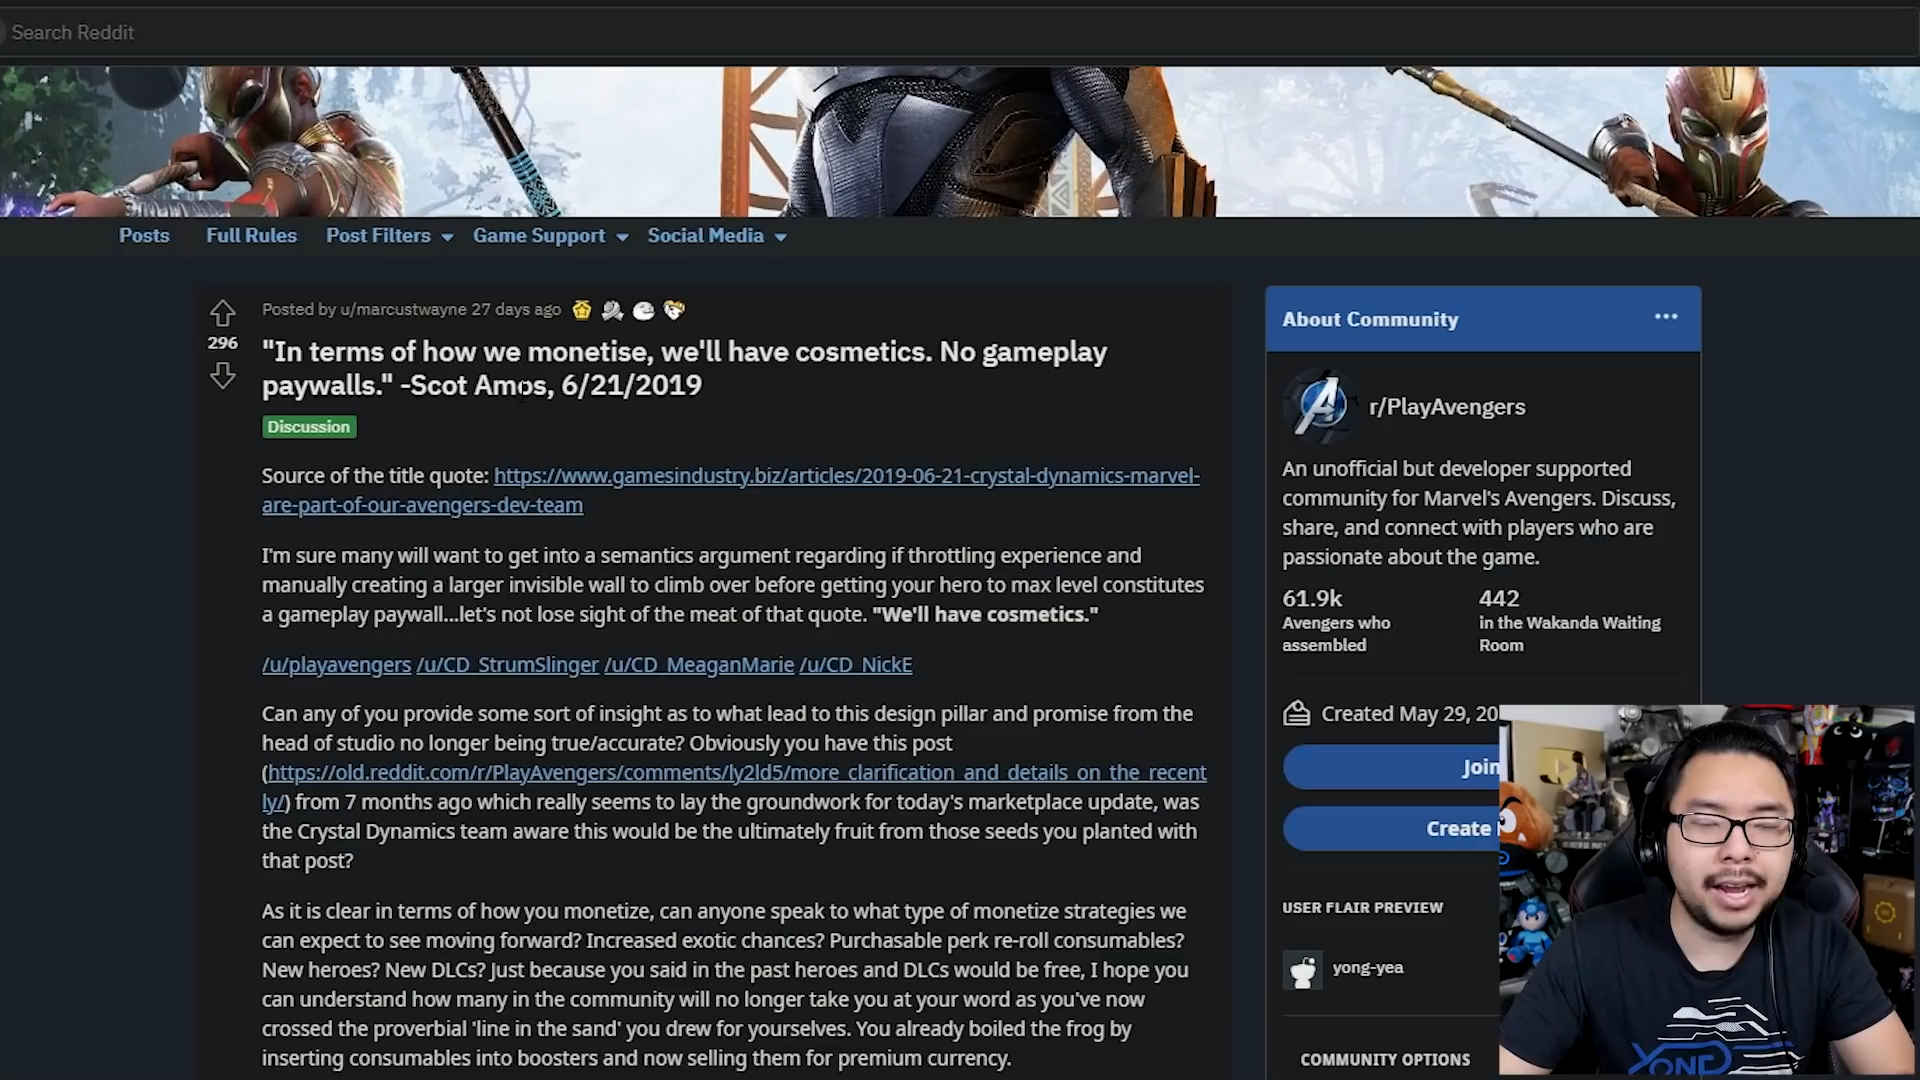 Search Reddit
Posts Full Rules Post Filters Game Support Social Media
Posted by u/marcustwayne 27 days ago
296
"In terms of how we monetise, we'll have cosmetics. No gameplay
paywalls." -Scot Amos, 6/21/2019
Discussion
Source of the title quote: https://www.gamesindustry.biz/articles/2019-06-21-crystal-dynamics-marvel-
are-part-of-our-avengers-dev-team
I'm sure many will want to get into a semantics argument regarding if throttling experience and
manually creating a larger invisible wall to climb over before getting your hero to max level constitutes
a gameplay paywall...let's not lose sight of the meat of that quote. "We'll have cosmetics."
/u/playavengers /u/CD_StrumSlinger /u/CD_MeaganMarie /u/CD_NickE
Can any of you provide some sort of insight as to what lead to this design pillar and promise from the
head of studio no longer being true/accurate? Obviously you have this post
(https://old.reddit.com/r/PlayAvengers/comments/ly2ld5/more_clarification_and_details_on_the_recent
ly/) from 7 months ago which really seems to lay the groundwork for today's marketplace update, was
the Crystal Dynamics team aware this would be the ultimately fruit from those seeds you planted with
that post?
As it is clear in terms of how you monetize, can anyone speak to what type of monetize strategies we
can expect to see moving forward? Increased exotic chances? Purchasable perk re-roll consumables?
New heroes? New DLCs? Just because you said in the past heroes and DLCs would be free, I hope you
can understand how many in the community will no longer take you at your word as you've now
crossed the proverbial 'line in the sand' you drew for yourselves. You already boiled the frog by
inserting consumables into boosters and now selling them for premium currency.
About Community
r/PlayAvengers
An unofficial but developer supported
community for Marvel's Avengers. Discuss,
share, and connect with players who are
passionate about the game.
61.9k 442
Avengers who in the Wakanda Waiting
assembled Room
Created May 29, 20
Join
Create
USER FLAIR PREVIEW
yong-yea
COMMUNITY OPTIONS
YONG